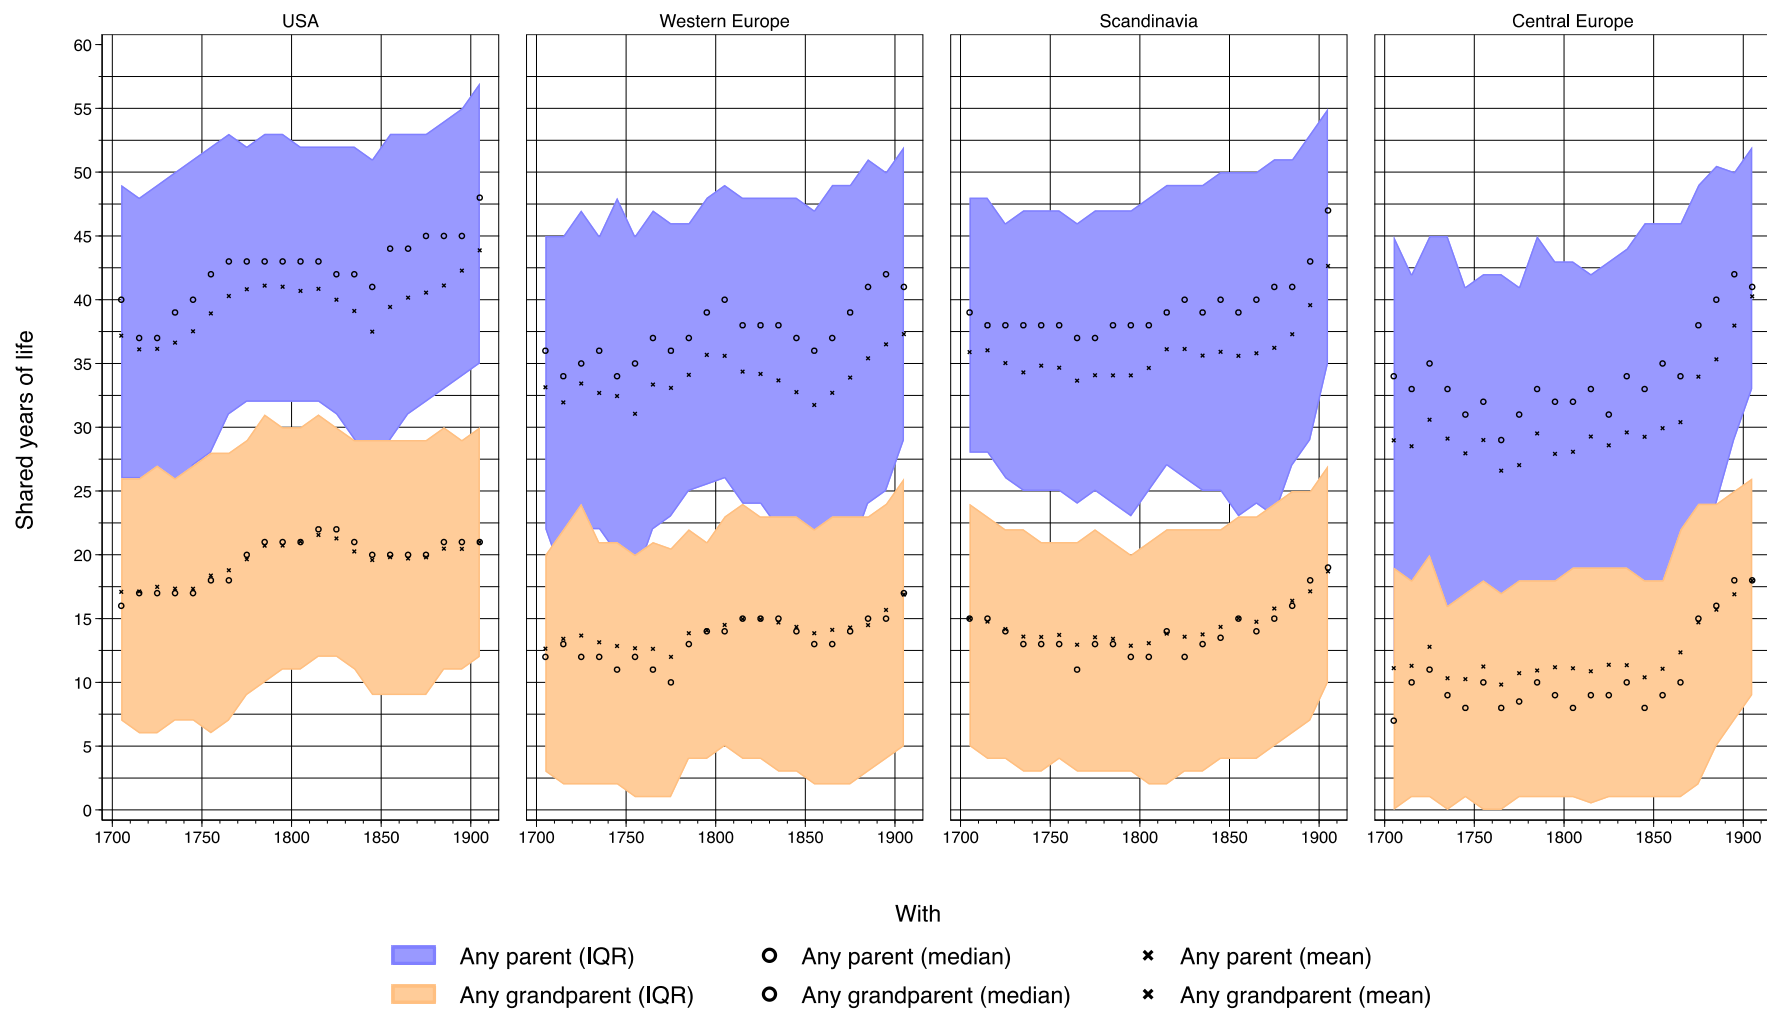 USA Western Europe Scandinavia Central Europe
Shared years of life
60
55
50
45
40
35
30
25
20
15
10
5
0
1700 1750 1800 1850 1900 1700 1750 1800 1850 1900 1700 1750 1800 1850 1900 1700 1750 1800 1850 1900
With
Any parent (IQR) Any parent (median) Any parent (mean)
Any grandparent (IQR) Any grandparent (median) Any grandparent (mean)